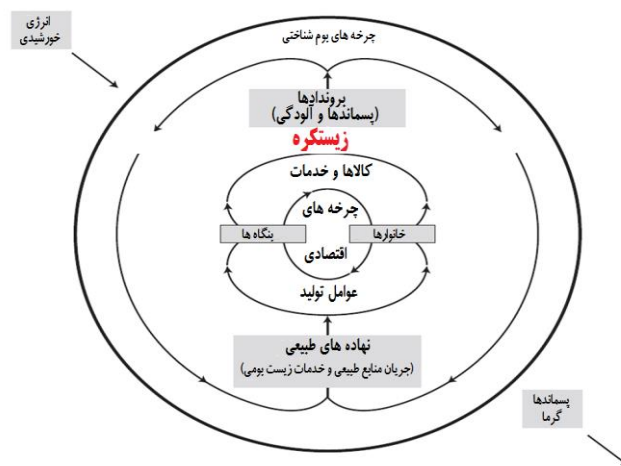 انرژی
خورشیدی
چرخه های بوم شناختی
بروندادها
(پسماندها و آلودگی)
زیستکره
کالاها و خدمات
چرخه های
بنگاه ها
خانوارها
اقتصادی
عوامل تولید
نهاده های طبیعی
(جریان منابع طبیعی و خدمات زیست بومی)
پسماندها
گرما